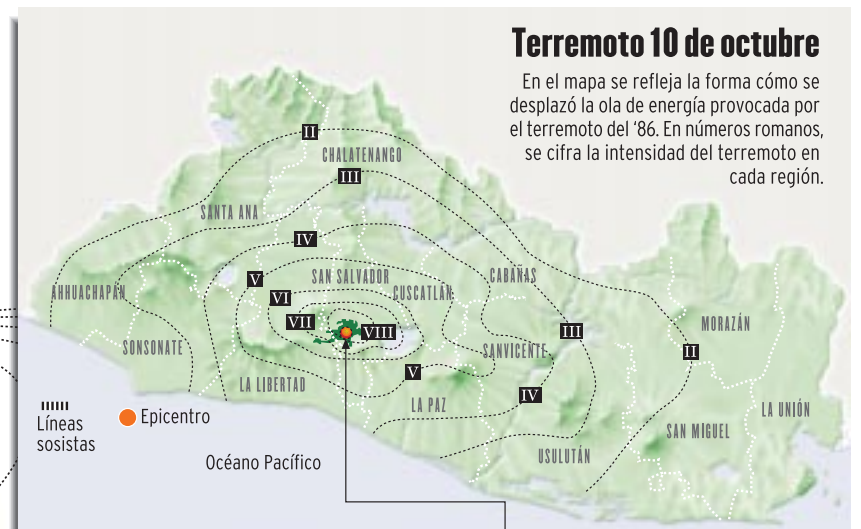 Terremoto 10 de octubre
En el mapa se refleja la forma cómo se
desplazó la ola de energía provocada por
el terremoto del ‘86. En números romanos,
se cifra la intensidad del terremoto en
cada región.
II
CHALATENANGO
III
SANTA ANA
IV
V
SAN SALVADOR
CABAÑAS
AHHUACHAPÁN
VI
CUSCATLÁN
VII
VIII
III
MORAZÁN
SONSONATE
SANVICENTE
II
V
LA LIBERTAD
IV
LA PAZ
LA UNIÓN
SAN MIGUEL
USULUTÁN
Líneas
sosistas
Epicentro
Océano Pacífico